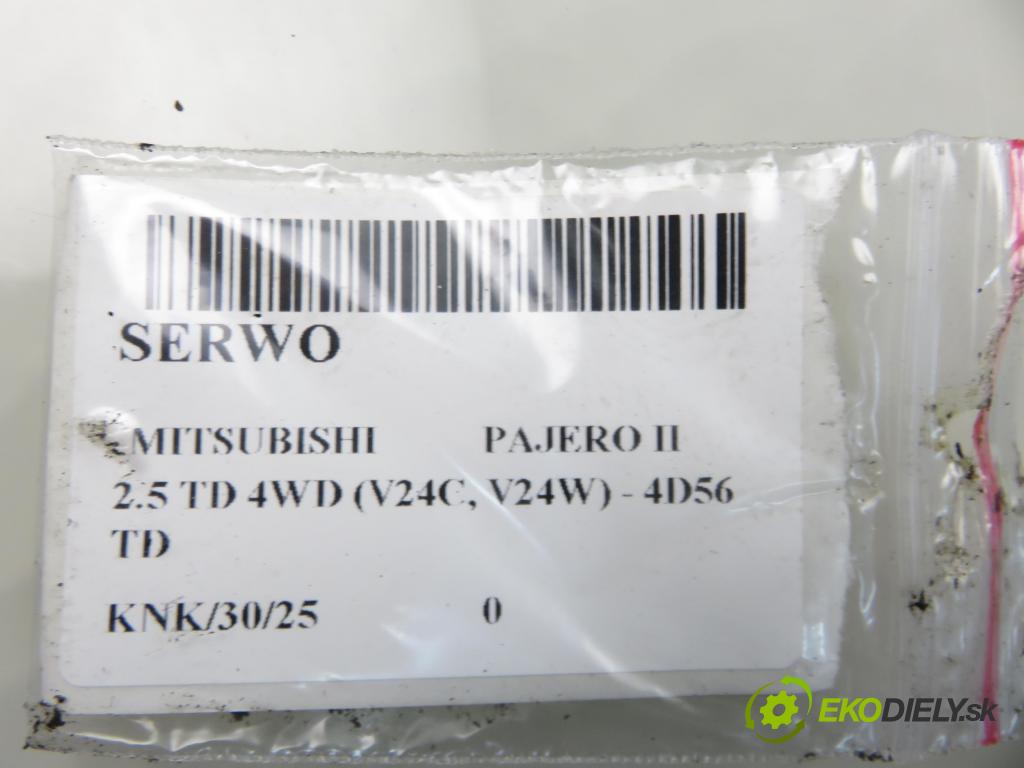 SERWO
MITSUBISHI PAJERO II
2.5 TD 4WD (V24C, V24W) - 4D56
TD
KNK/30/25 0
EKODIELY.sk